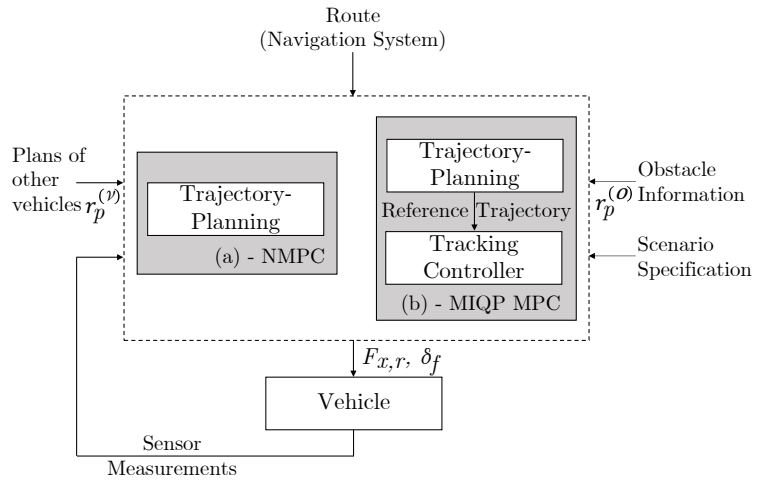 Route
(Navigation System)
Plans of
other
vehicles r_p^(𝒱)
Trajectory-
Planning
(a) - NMPC
Trajectory-
Planning
Reference Trajectory
Tracking
Controller
(b) - MIQP MPC
Obstacle
r_p^(𝒪) Information
Scenario
Specification
F_x,r, δ_f
Vehicle
Sensor
Measurements